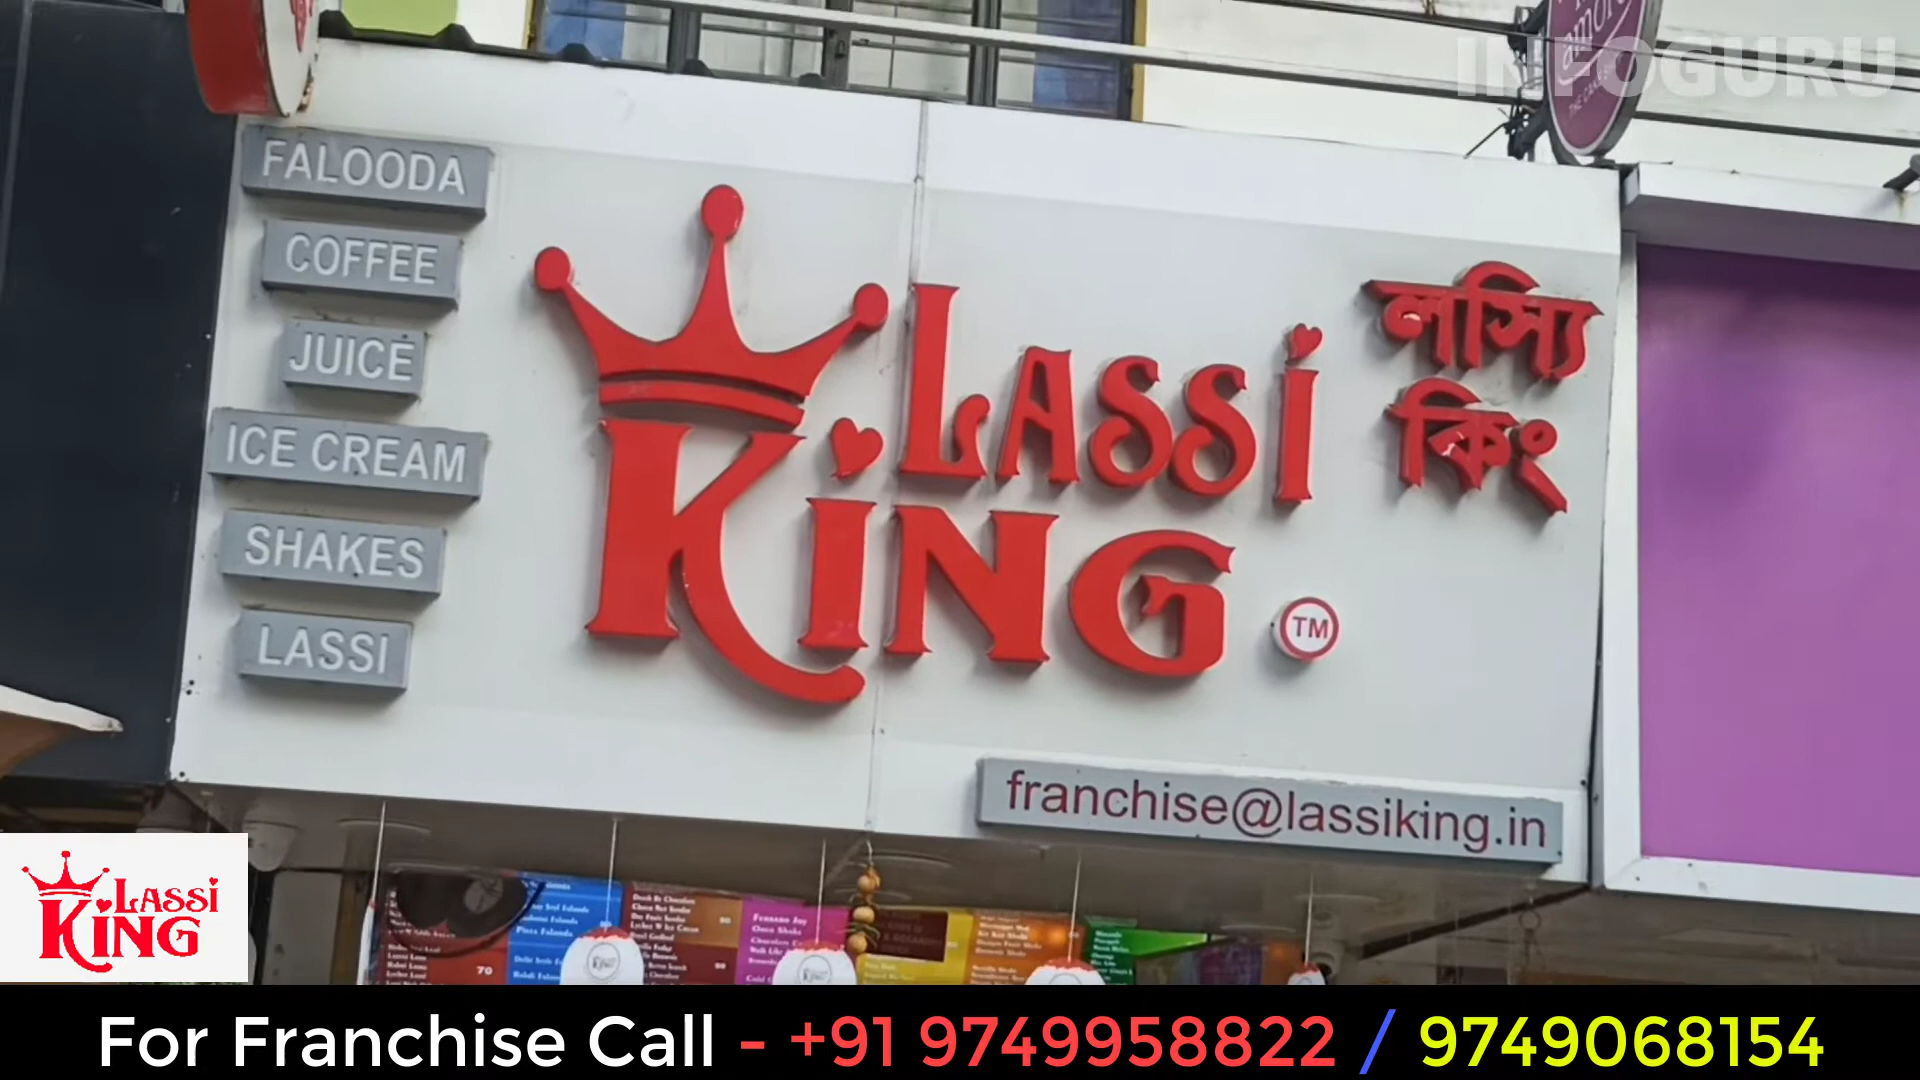 INFOGURU
FALOODA
COFFEE
JUICE
ICE CREAM
SHAKES
LASSI
LASSI
KING
TM
লস্যি
কিং
franchise@lassiking.in
LASSI
KING
70
For Franchise Call - +91 9749958822 / 9749068154